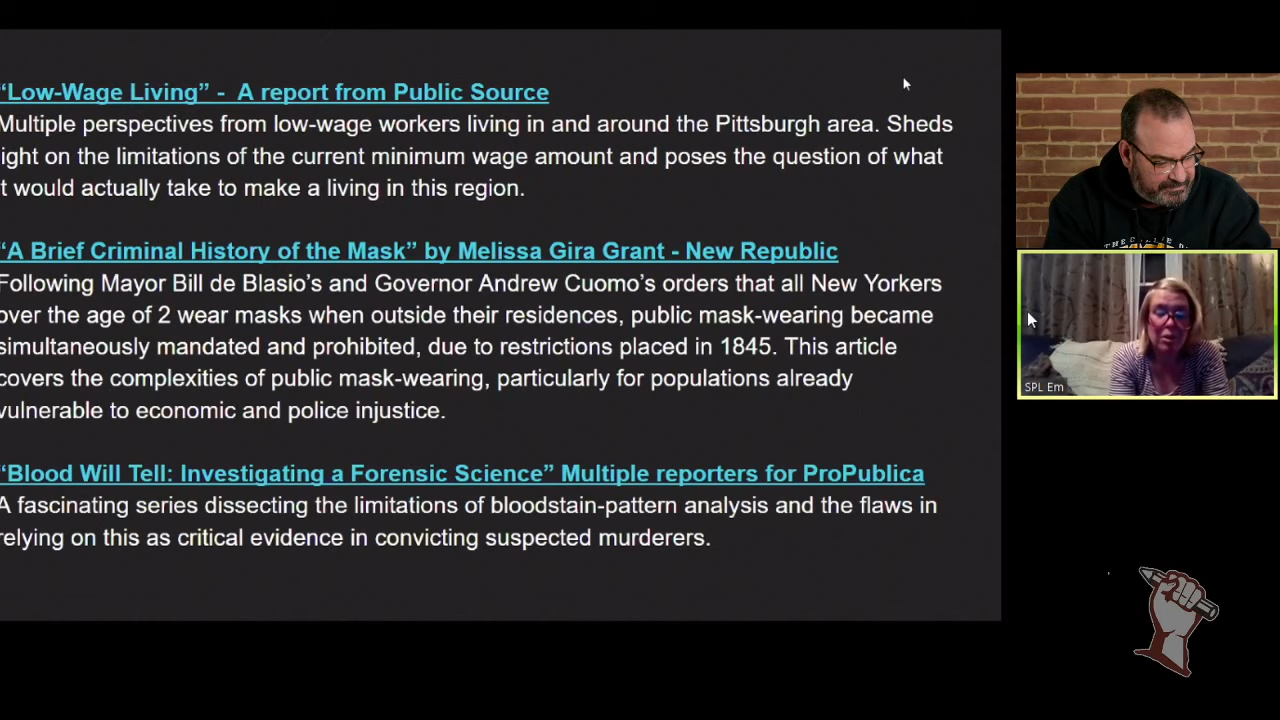 “Low-Wage Living” - A report from Public Source
Multiple perspectives from low-wage workers living in and around the Pittsburgh area. Sheds
ight on the limitations of the current minimum wage amount and poses the question of what
t would actually take to make a living in this region.
“A Brief Criminal History of the Mask” by Melissa Gira Grant - New Republic
Following Mayor Bill de Blasio’s and Governor Andrew Cuomo’s orders that all New Yorkers
over the age of 2 wear masks when outside their residences, public mask-wearing became
simultaneously mandated and prohibited, due to restrictions placed in 1845. This article
covers the complexities of public mask-wearing, particularly for populations already
vulnerable to economic and police injustice.
“Blood Will Tell: Investigating a Forensic Science” Multiple reporters for ProPublica
A fascinating series dissecting the limitations of bloodstain-pattern analysis and the flaws in
relying on this as critical evidence in convicting suspected murderers.
THE
SPL Em